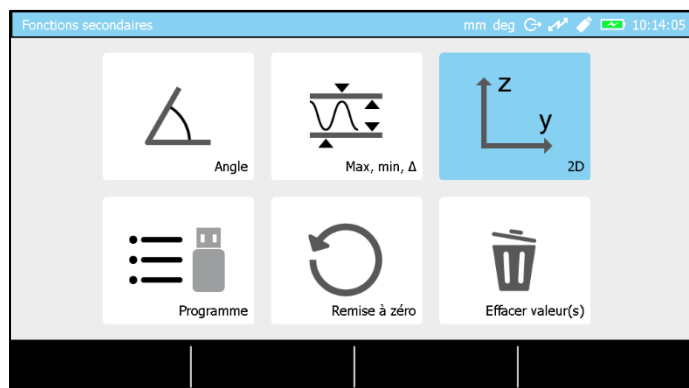 Fonctions secondaires mm deg 10:14:05
Angle Max, min, Δ z y 2D
Programme Remise à zéro Effacer valeur(s)